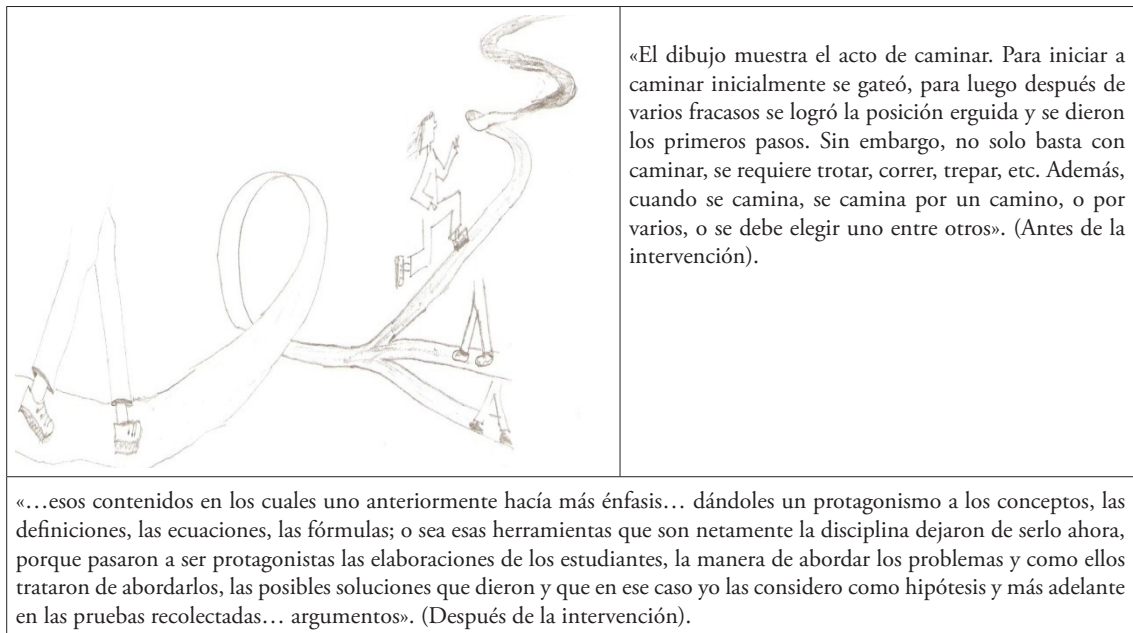 «El dibujo muestra el acto de caminar. Para iniciar a
caminar inicialmente se gateó, para luego después de
varios fracasos se logró la posición erguida y se dieron
los primeros pasos. Sin embargo, no solo basta con
caminar, se requiere trotar, correr, trepar, etc. Además,
cuando se camina, se camina por un camino, o por
varios, o se debe elegir uno entre otros». (Antes de la
intervención).
«…esos contenidos en los cuales uno anteriormente hacía más énfasis… dándoles un protagonismo a los conceptos, las
definiciones, las ecuaciones, las fórmulas; o sea esas herramientas que son netamente la disciplina dejaron de serlo ahora,
porque pasaron a ser protagonistas las elaboraciones de los estudiantes, la manera de abordar los problemas y como ellos
trataron de abordarlos, las posibles soluciones que dieron y que en ese caso yo las considero como hipótesis y más adelante
en las pruebas recolectadas… argumentos». (Después de la intervención).